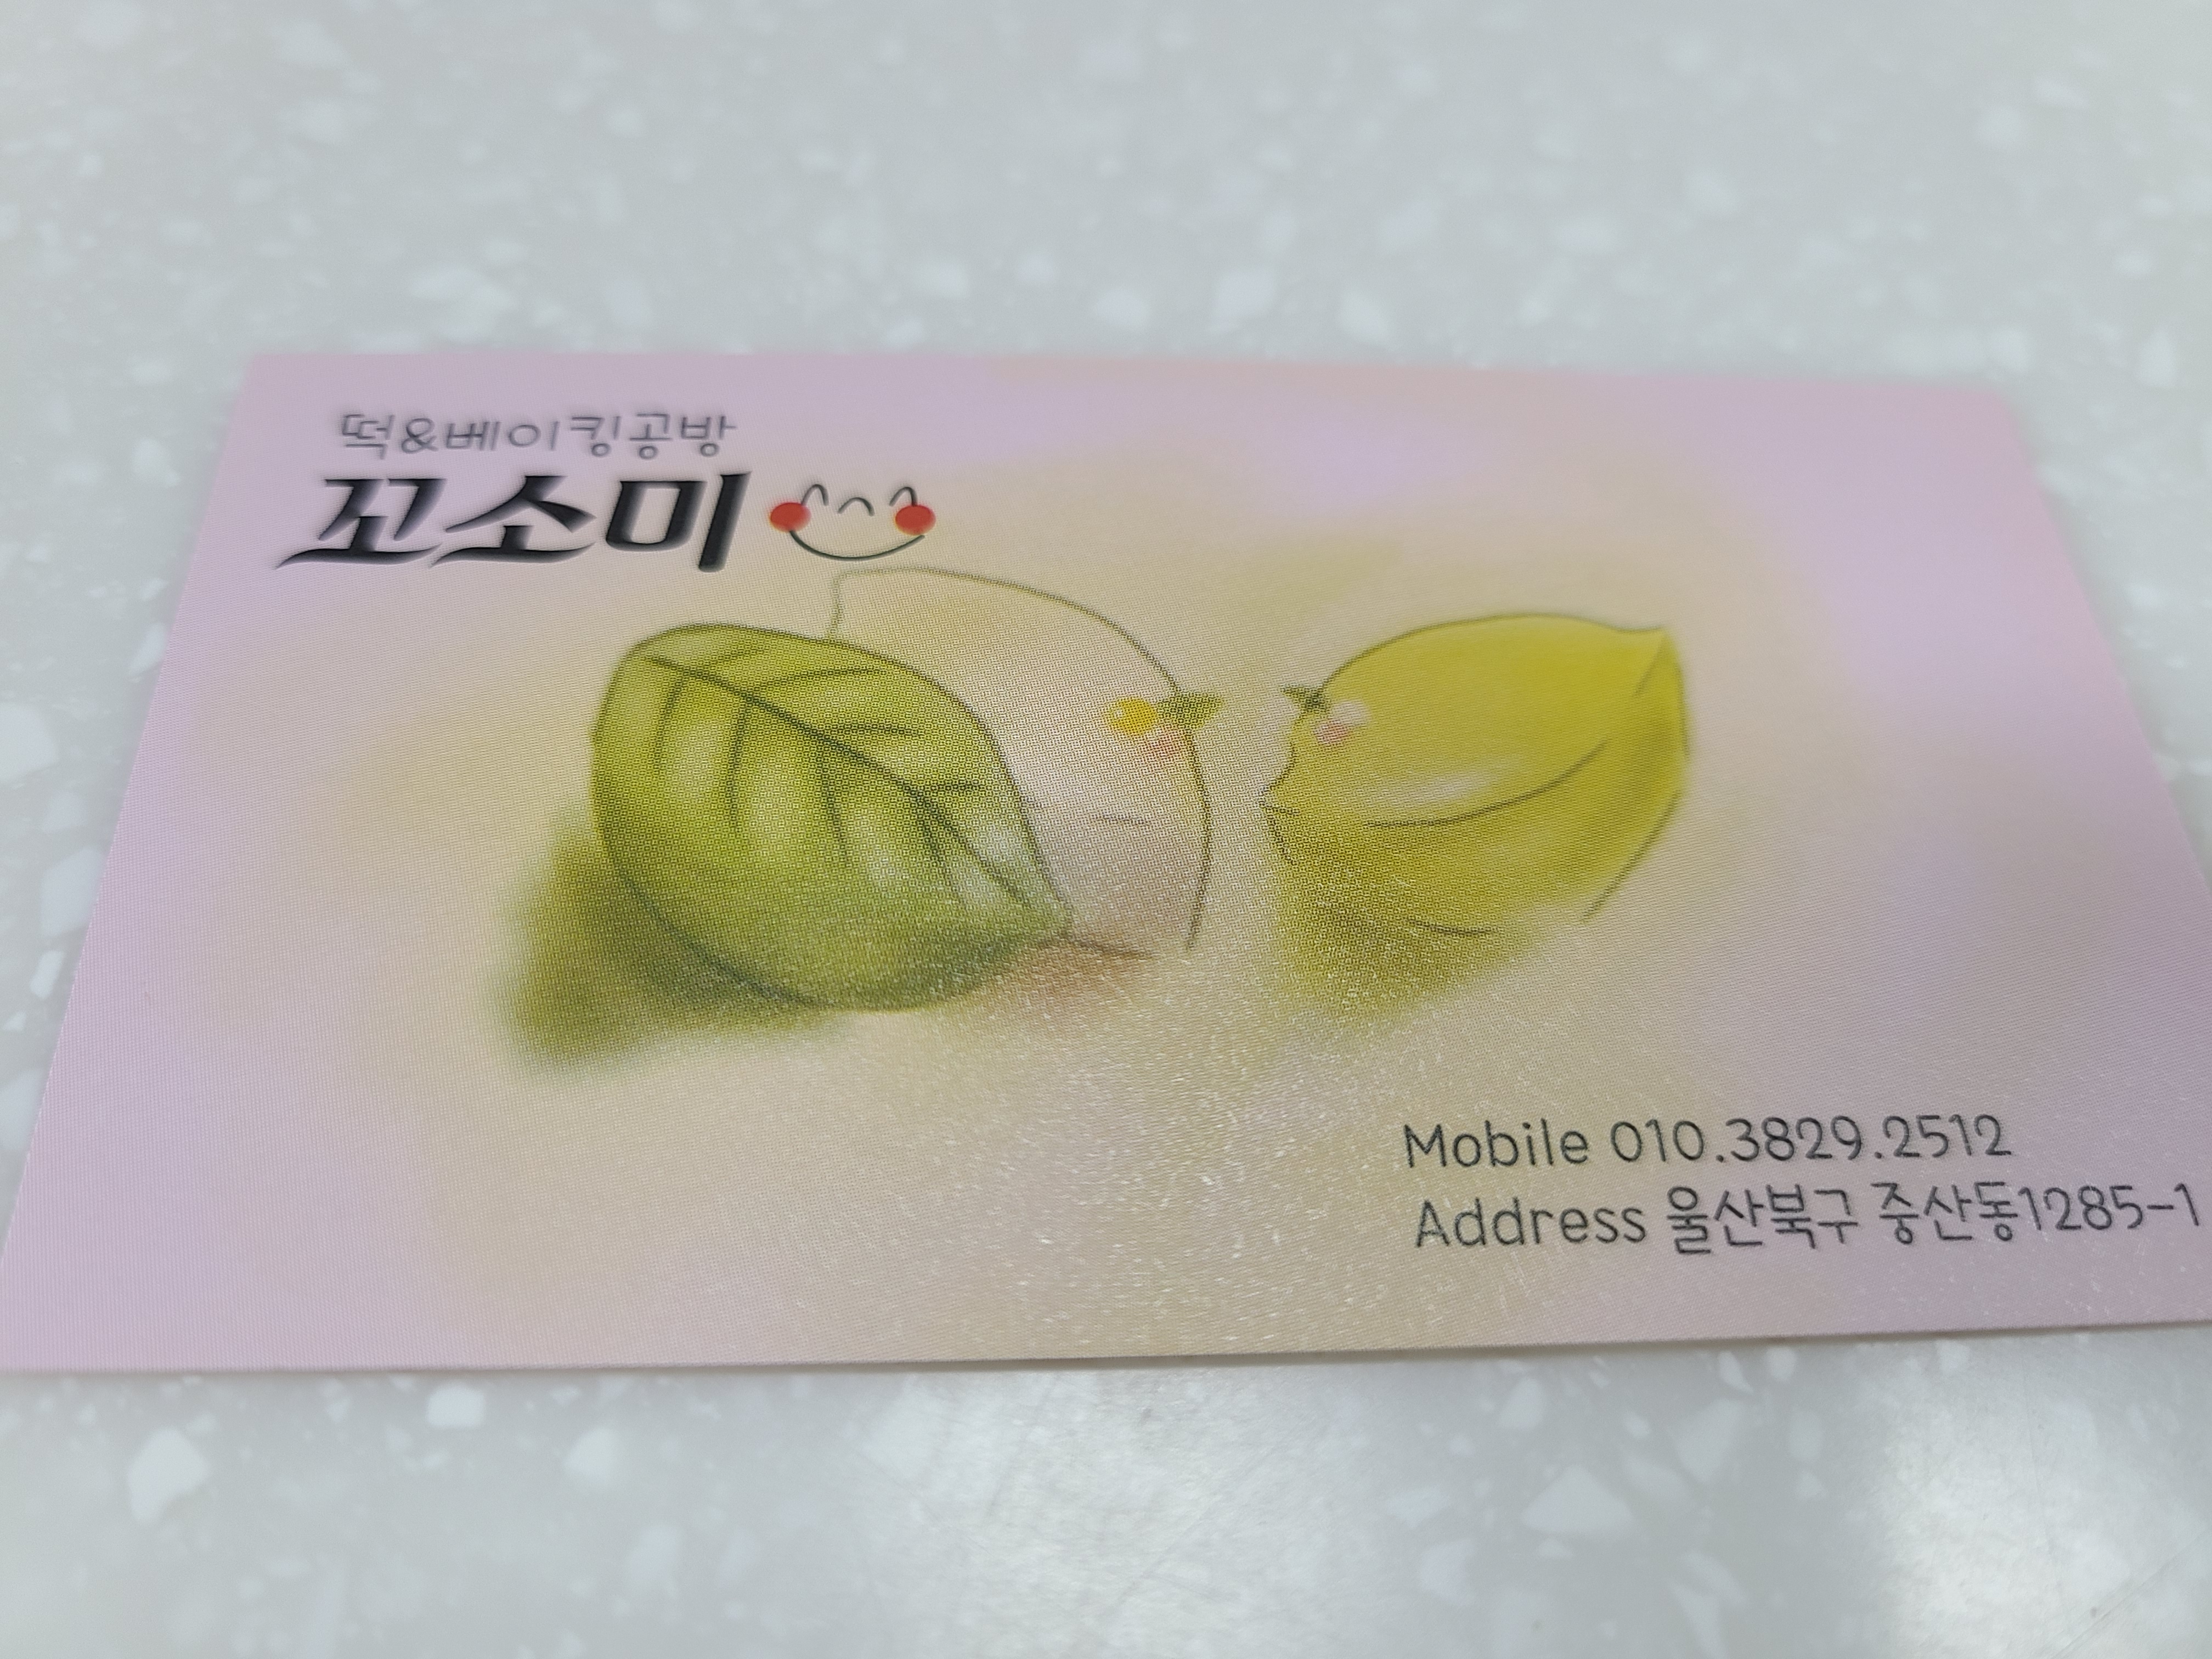 떡&베이킹공방
꼬소미
Mobile 010.3829.2512
Address 울산북구 중산동1285-1